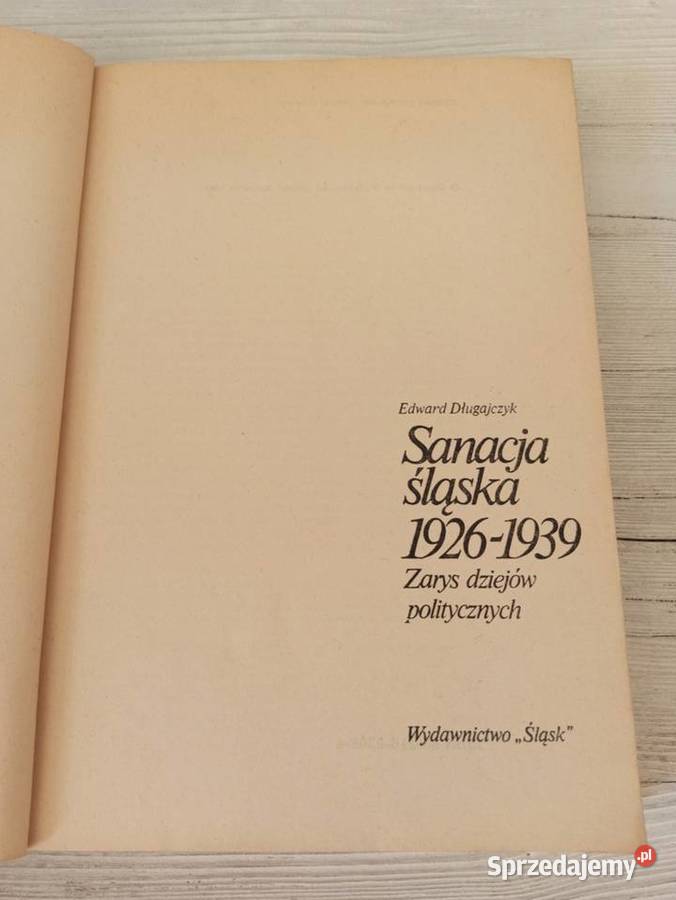 Edward Długajczyk
Sanacja
śląska
1926-1939
Zarys dziejów
politycznych
Wydawnictwo „Śląsk”
Sprzedajemy.pl